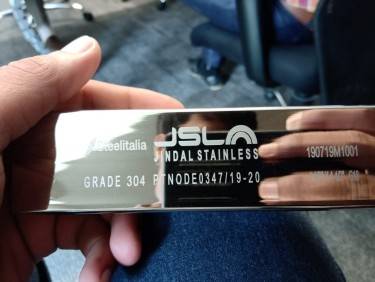 Steelitalia JSL
JINDAL STAINLESS 190719M1001
GRADE 304 PTNODE0347/19-20